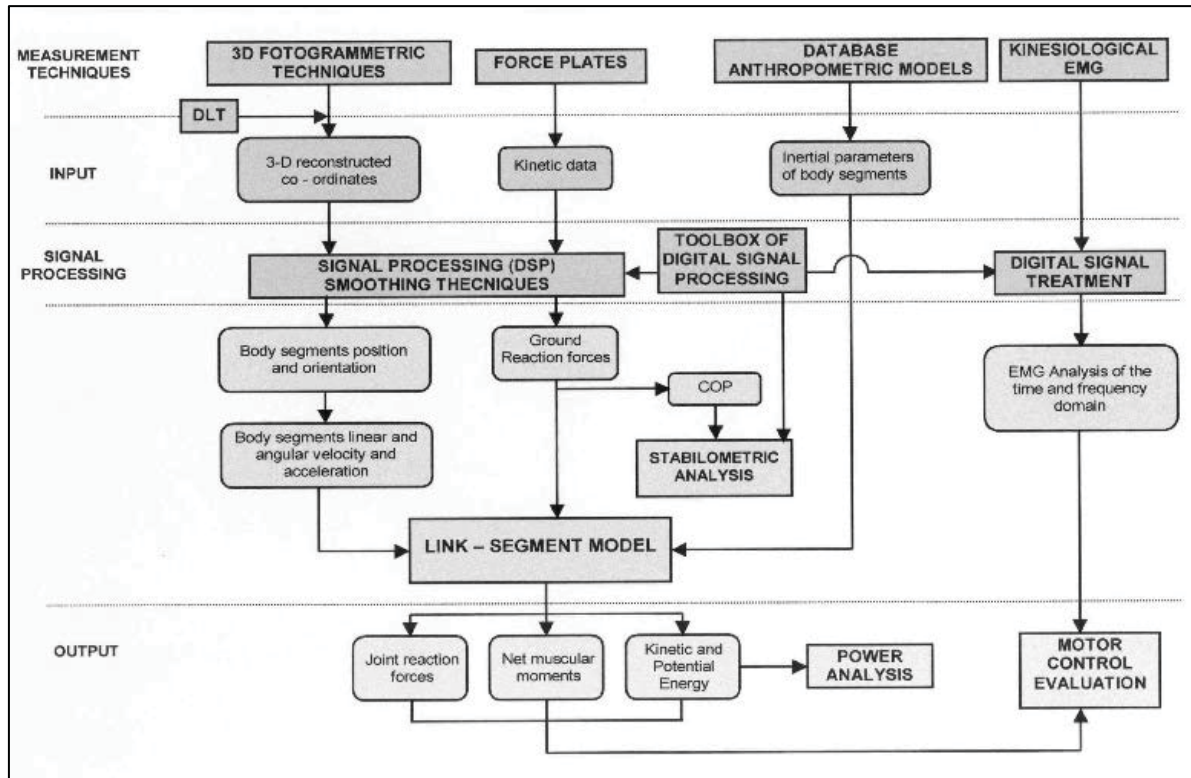 MEASUREMENT
TECHNIQUES
3D FOTOGRAMMETRIC
TECHNIQUES
FORCE PLATES
DATABASE
ANTHROPOMETRIC MODELS
KINESIOLOGICAL
EMG
DLT
INPUT
3-D reconstructed
co - ordinates
Kinetic data
Inertial parameters
of body segments
SIGNAL
PROCESSING
SIGNAL PROCESSING (DSP)
SMOOTHING THECNIQUES
TOOLBOX OF
DIGITAL SIGNAL
PROCESSING
DIGITAL SIGNAL
TREATMENT
Body segments position
and orientation
Ground
Reaction forces
COP
EMG Analysis of the
time and frequency
domain
Body segments linear and
angular velocity and
acceleration
STABILOMETRIC
ANALYSIS
LINK – SEGMENT MODEL
OUTPUT
Joint reaction
forces
Net muscular
moments
Kinetic and
Potential
Energy
POWER
ANALYSIS
MOTOR
CONTROL
EVALUATION